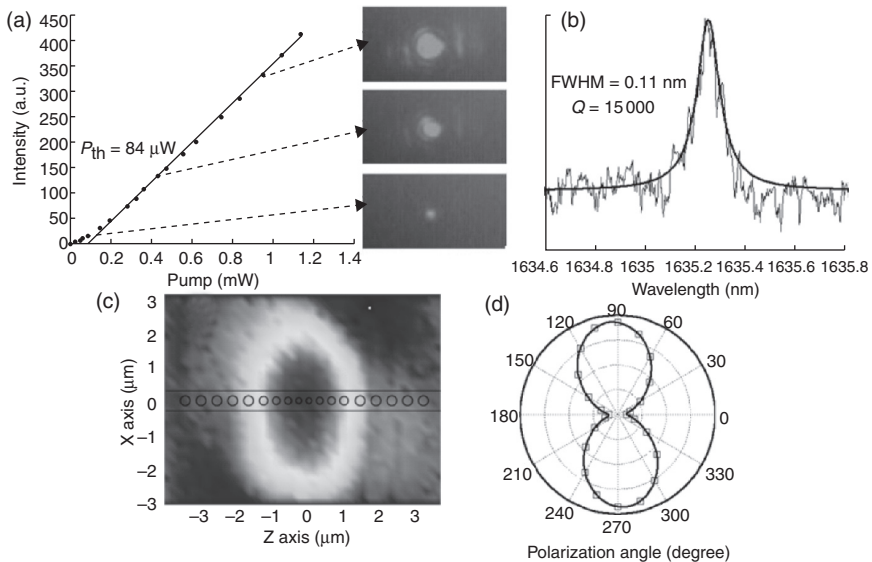 (a)
450
400
350
300
250
200
150
100
50
0
Intensity (a.u.)
P_th = 84 µW
0 0.2 0.4 0.6 0.8 1 1.2 1.4
Pump (mW)
(b)
FWHM = 0.11 nm
Q = 15 000
1634.6 1634.8 1635 1635.2 1635.4 1635.6 1635.8
Wavelength (nm)
(c)
3
2
1
0
−1
−2
−3
X axis (µm)
−3 −2 −1 0 1 2 3
Z axis (µm)
(d)
90
120 60
150 30
180 0
210 330
240 300
270
Polarization angle (degree)